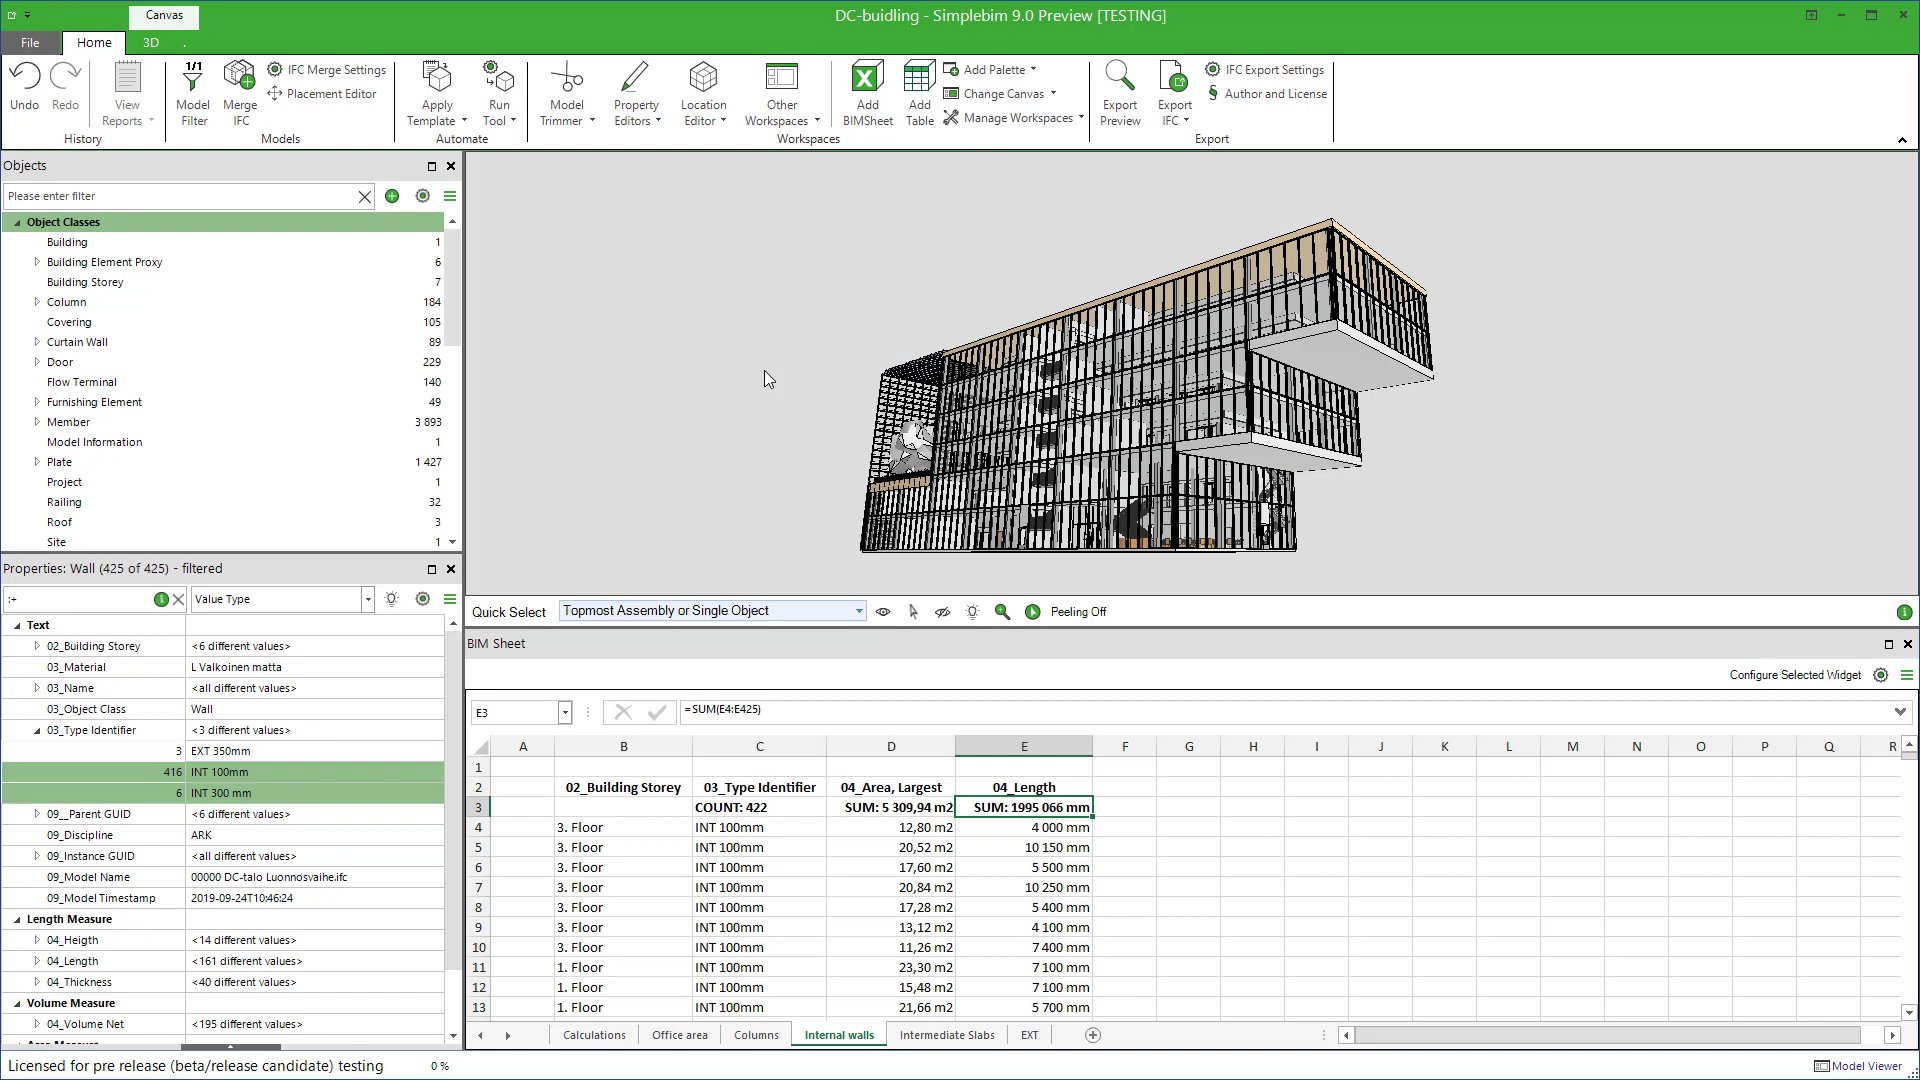 Canvas
DC-buidling - Simplebim 9.0 Preview [TESTING]
File
Home
3D
.
Undo
Redo
View Reports
History
1/1
Model Filter
Merge IFC
IFC Merge Settings
Placement Editor
Models
Apply Template
Run Tool
Automate
Model Trimmer
Property Editors
Location Editor
Other Workspaces
Add BIMSheet
Add Table
Add Palette
Change Canvas
Manage Workspaces
Workspaces
Export Preview
Export IFC
IFC Export Settings
Author and License
Export
Objects
Please enter filter
Object Classes
Building 1
Building Element Proxy 6
Building Storey 7
Column 184
Covering 105
Curtain Wall 89
Door 229
Flow Terminal 140
Furnishing Element 49
Member 3 893
Model Information 1
Plate 1 427
Project 1
Railing 32
Roof 3
Site 1
Properties: Wall (425 of 425) - filtered
:+
Value Type
Text
02_Building Storey <6 different values>
03_Material L Valkoinen matta
03_Name <all different values>
03_Object Class Wall
03_Type Identifier <3 different values>
3 EXT 350mm
416 INT 100mm
6 INT 300 mm
09__Parent GUID <6 different values>
09_Discipline ARK
09_Instance GUID <all different values>
09_Model Name 00000 DC-talo Luonnosvaihe.ifc
09_Model Timestamp 2019-09-24T10:46:24
Length Measure
04_Heigth <14 different values>
04_Length <161 different values>
04_Thickness <40 different values>
Volume Measure
04_Volume Net <195 different values>
Quick Select
Topmost Assembly or Single Object
Peeling Off
BIM Sheet
Configure Selected Widget
E3
=SUM(E4:E425)
A B C D E F G H I J K L M N O P Q R
1
2 02_Building Storey 03_Type Identifier 04_Area, Largest 04_Length
3 COUNT: 422 SUM: 5 309,94 m2 SUM: 1995 066 mm
4 3. Floor INT 100mm 12,80 m2 4 000 mm
5 3. Floor INT 100mm 20,52 m2 10 150 mm
6 3. Floor INT 100mm 17,60 m2 5 500 mm
7 3. Floor INT 100mm 20,84 m2 10 250 mm
8 3. Floor INT 100mm 17,28 m2 5 400 mm
9 3. Floor INT 100mm 13,12 m2 4 100 mm
10 3. Floor INT 100mm 11,26 m2 7 400 mm
11 1. Floor INT 100mm 23,30 m2 7 100 mm
12 1. Floor INT 100mm 15,48 m2 7 100 mm
13 1. Floor INT 100mm 21,66 m2 5 700 mm
Calculations
Office area
Columns
Internal walls
Intermediate Slabs
EXT
Licensed for pre release (beta/release candidate) testing
0 %
Model Viewer